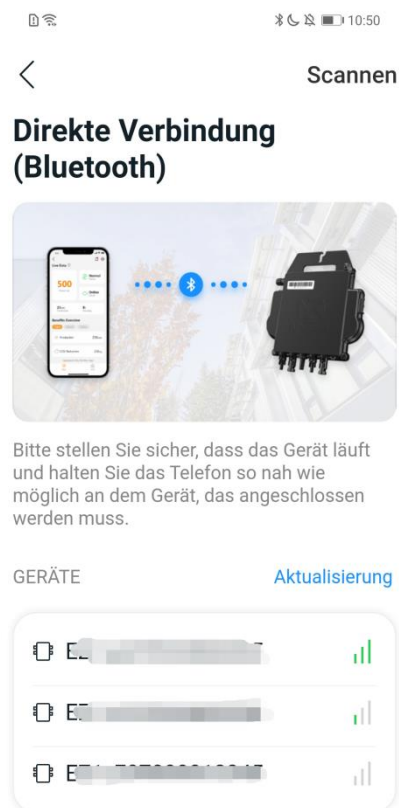 10:50
Scannen
Direkte Verbindung
(Bluetooth)
500
Bitte stellen Sie sicher, dass das Gerät läuft
und halten Sie das Telefon so nah wie
möglich an dem Gerät, das angeschlossen
werden muss.
GERÄTE
Aktualisierung